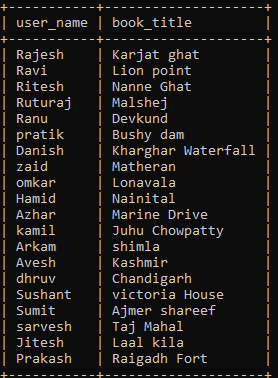 user_name | book_title
Rajesh | Karjat ghat
Ravi | Lion point
Ritesh | Nanne Ghat
Ruturaj | Malshej
Ranu | Devkund
pratik | Bushy dam
Danish | Kharghar Waterfall
zaid | Matheran
omkar | Lonavala
Hamid | Nainital
Azhar | Marine Drive
kamil | Juhu Chowpatty
Arkam | shimla
Avesh | Kashmir
dhruv | Chandigarh
Sushant | victoria House
Sumit | Ajmer shareef
sarvesh | Taj Mahal
Jitesh | Laal kila
Prakash | Raigadh Fort